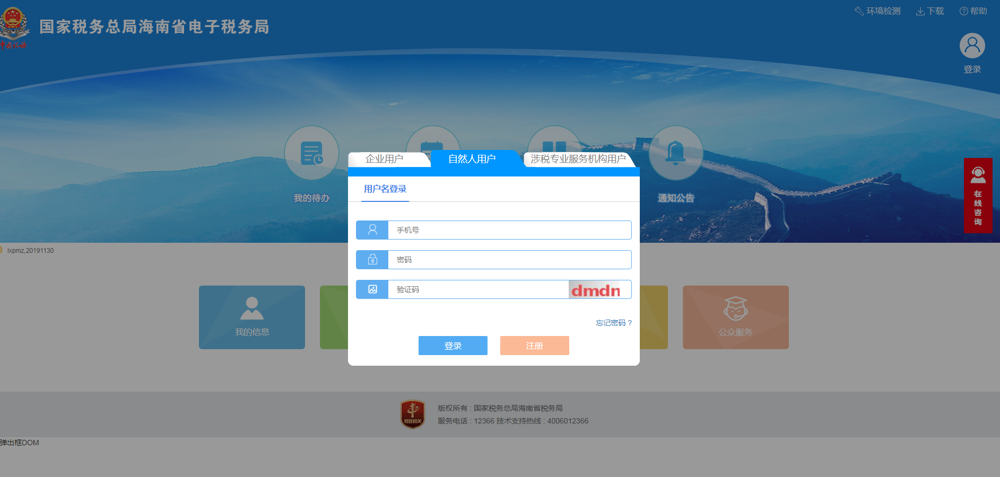 环境检测 下载 帮助
国家税务总局海南省电子税务局
中国税务
登录
企业用户 自然人用户 涉税专业服务机构用户
用户名登录
我的待办
通知公告
手机号
密码
验证码
dmdn
忘记密码？
登录 注册
在线咨询
lxpmz,20191130
我的信息
公众服务
党政机关
版权所有 : 国家税务总局海南省税务局
服务电话 : 12366 技术支持热线 : 4006012366
弹出框DOM